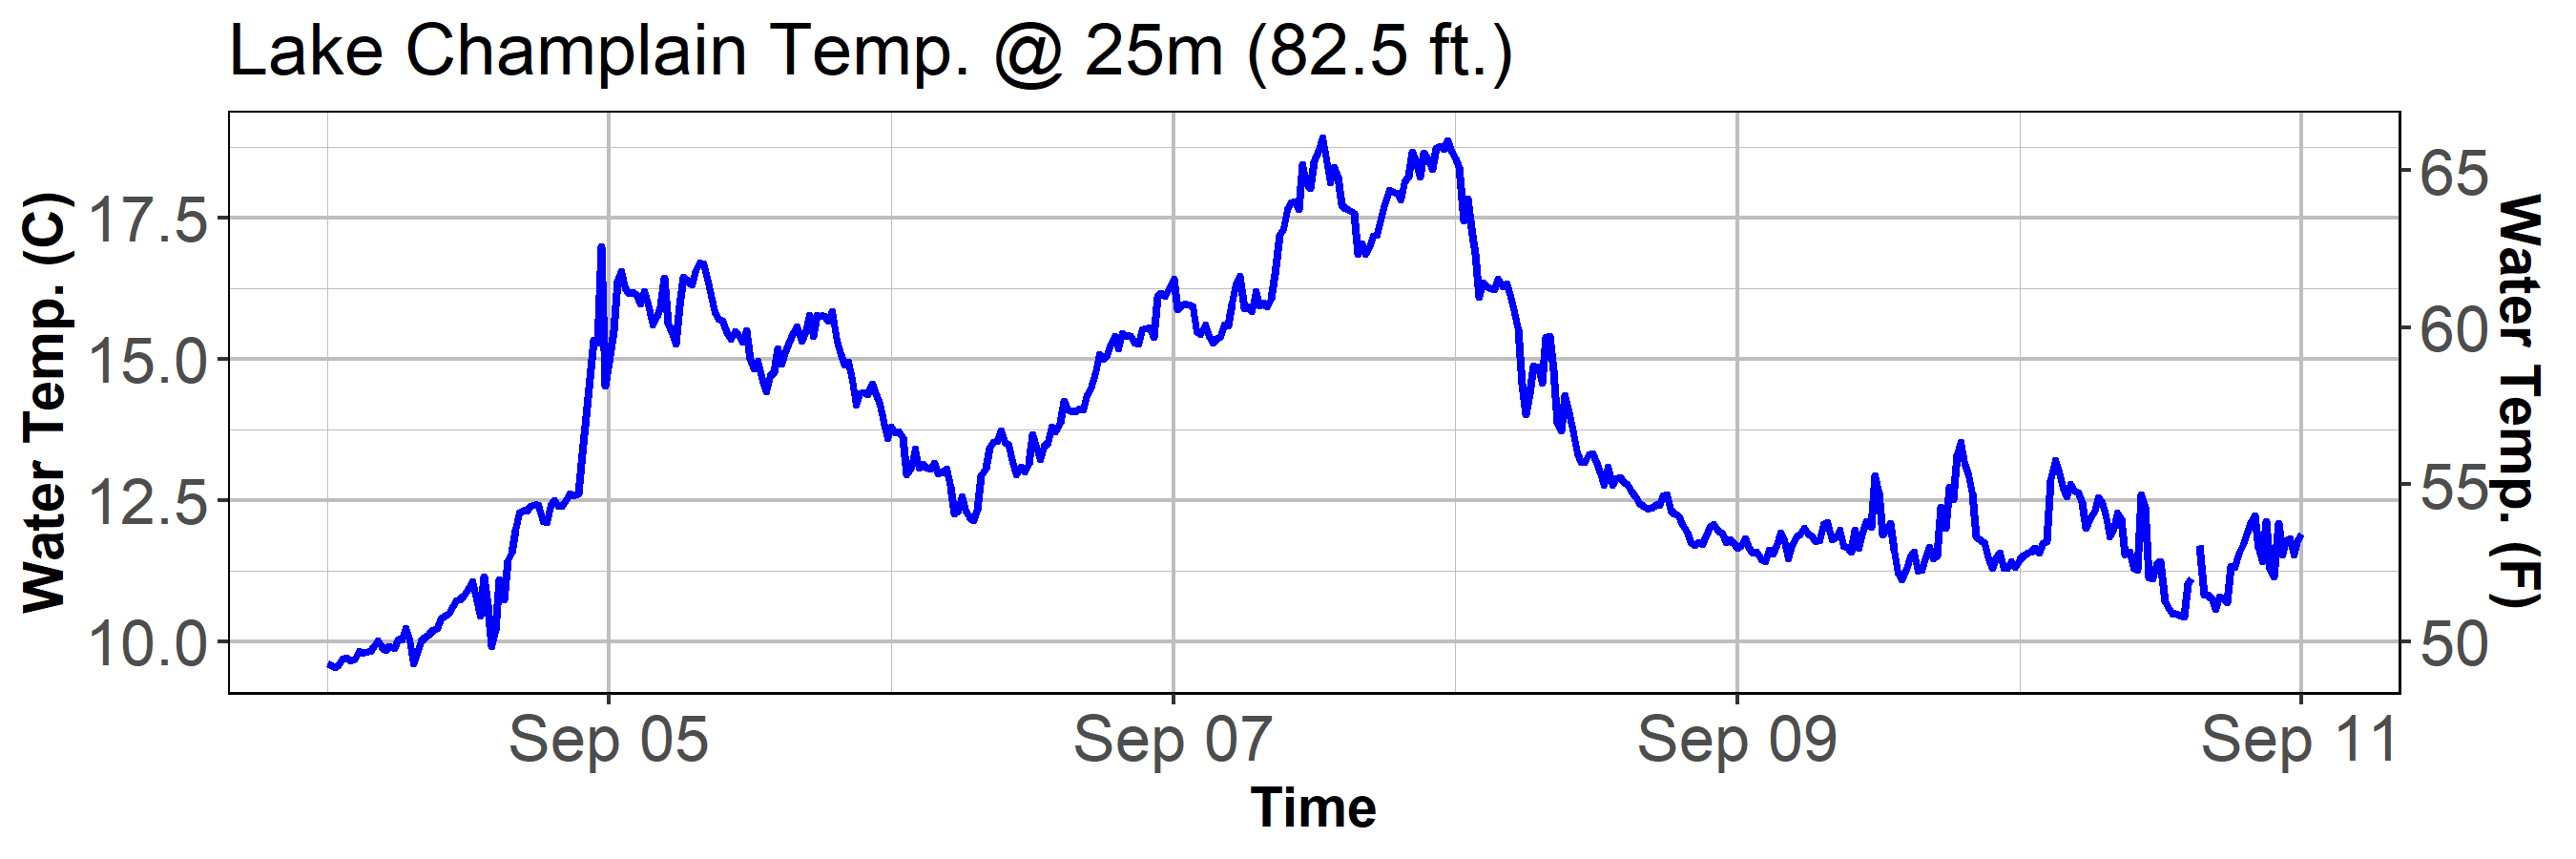 Lake Champlain Temp. @ 25m (82.5 ft.)
Water Temp. (C)
17.5
15.0
12.5
10.0
65
60
55
50
Water Temp. (F)
Sep 05 Sep 07 Sep 09 Sep 11
Time